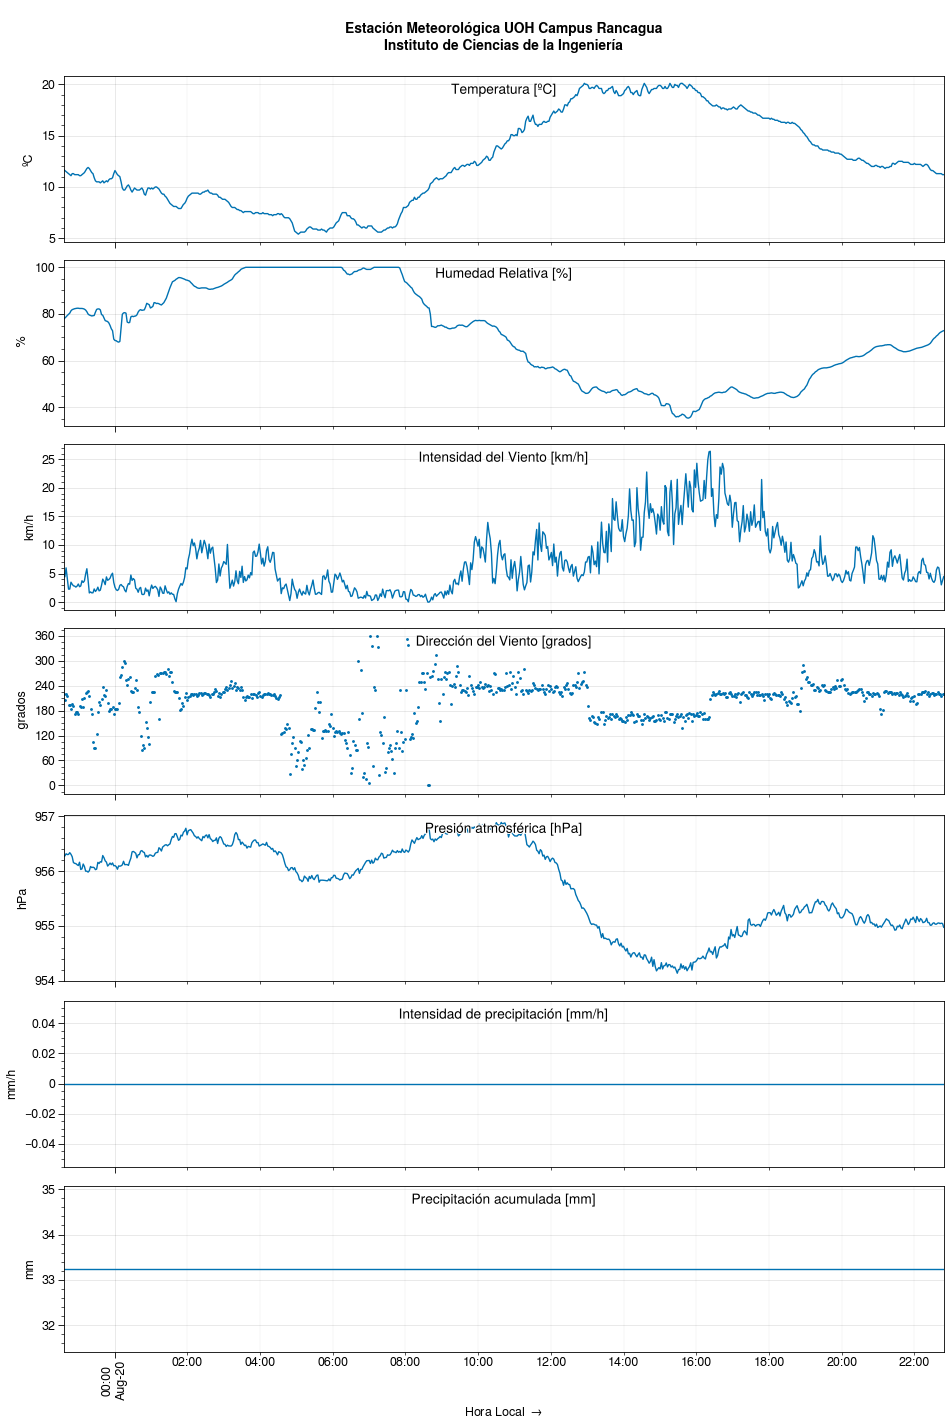 Estación Meteorológica UOH Campus Rancagua
Instituto de Ciencias de la Ingeniería
Temperatura [ºC]
ºC
20
15
10
5
Humedad Relativa [%]
%
100
80
60
40
Intensidad del Viento [km/h]
km/h
25
20
15
10
5
0
Dirección del Viento [grados]
grados
360
300
240
180
120
60
0
Presión atmosférica [hPa]
hPa
957
956
955
954
Intensidad de precipitación [mm/h]
mm/h
0.04
0.02
0
−0.02
−0.04
Precipitación acumulada [mm]
mm
35
34
33
32
00:00
Aug-20
02:00
04:00
06:00
08:00
10:00
12:00
14:00
16:00
18:00
20:00
22:00
Hora Local →